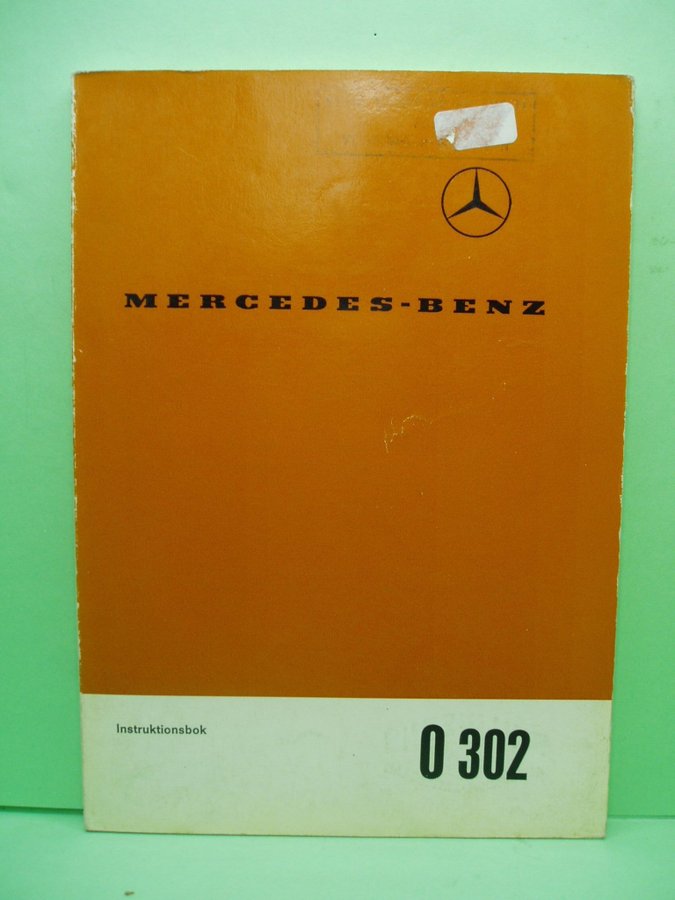 MERCEDES-BENZ
Instruktionsbok
O 302